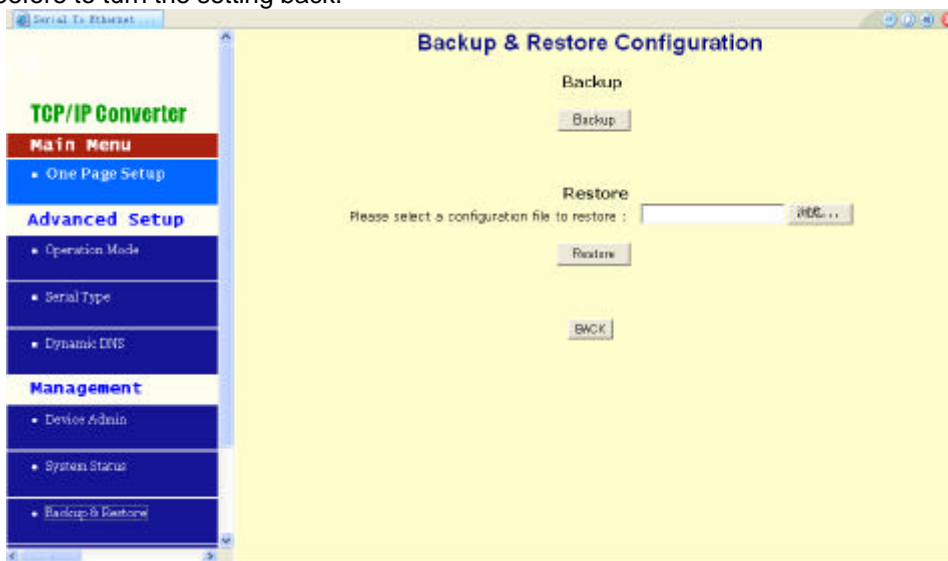 before to turn the setting back.
Serial To Ethernet
Backup & Restore Configuration
Backup
Backup
TCP/IP Converter
Main Menu
One Page Setup
Restore
Please select a configuration file to restore :
Advanced Setup
Operation Mode
Restore
Serial Type
BACK
Dynamic DNS
Management
Device Admin
System Status
Backup & Restore